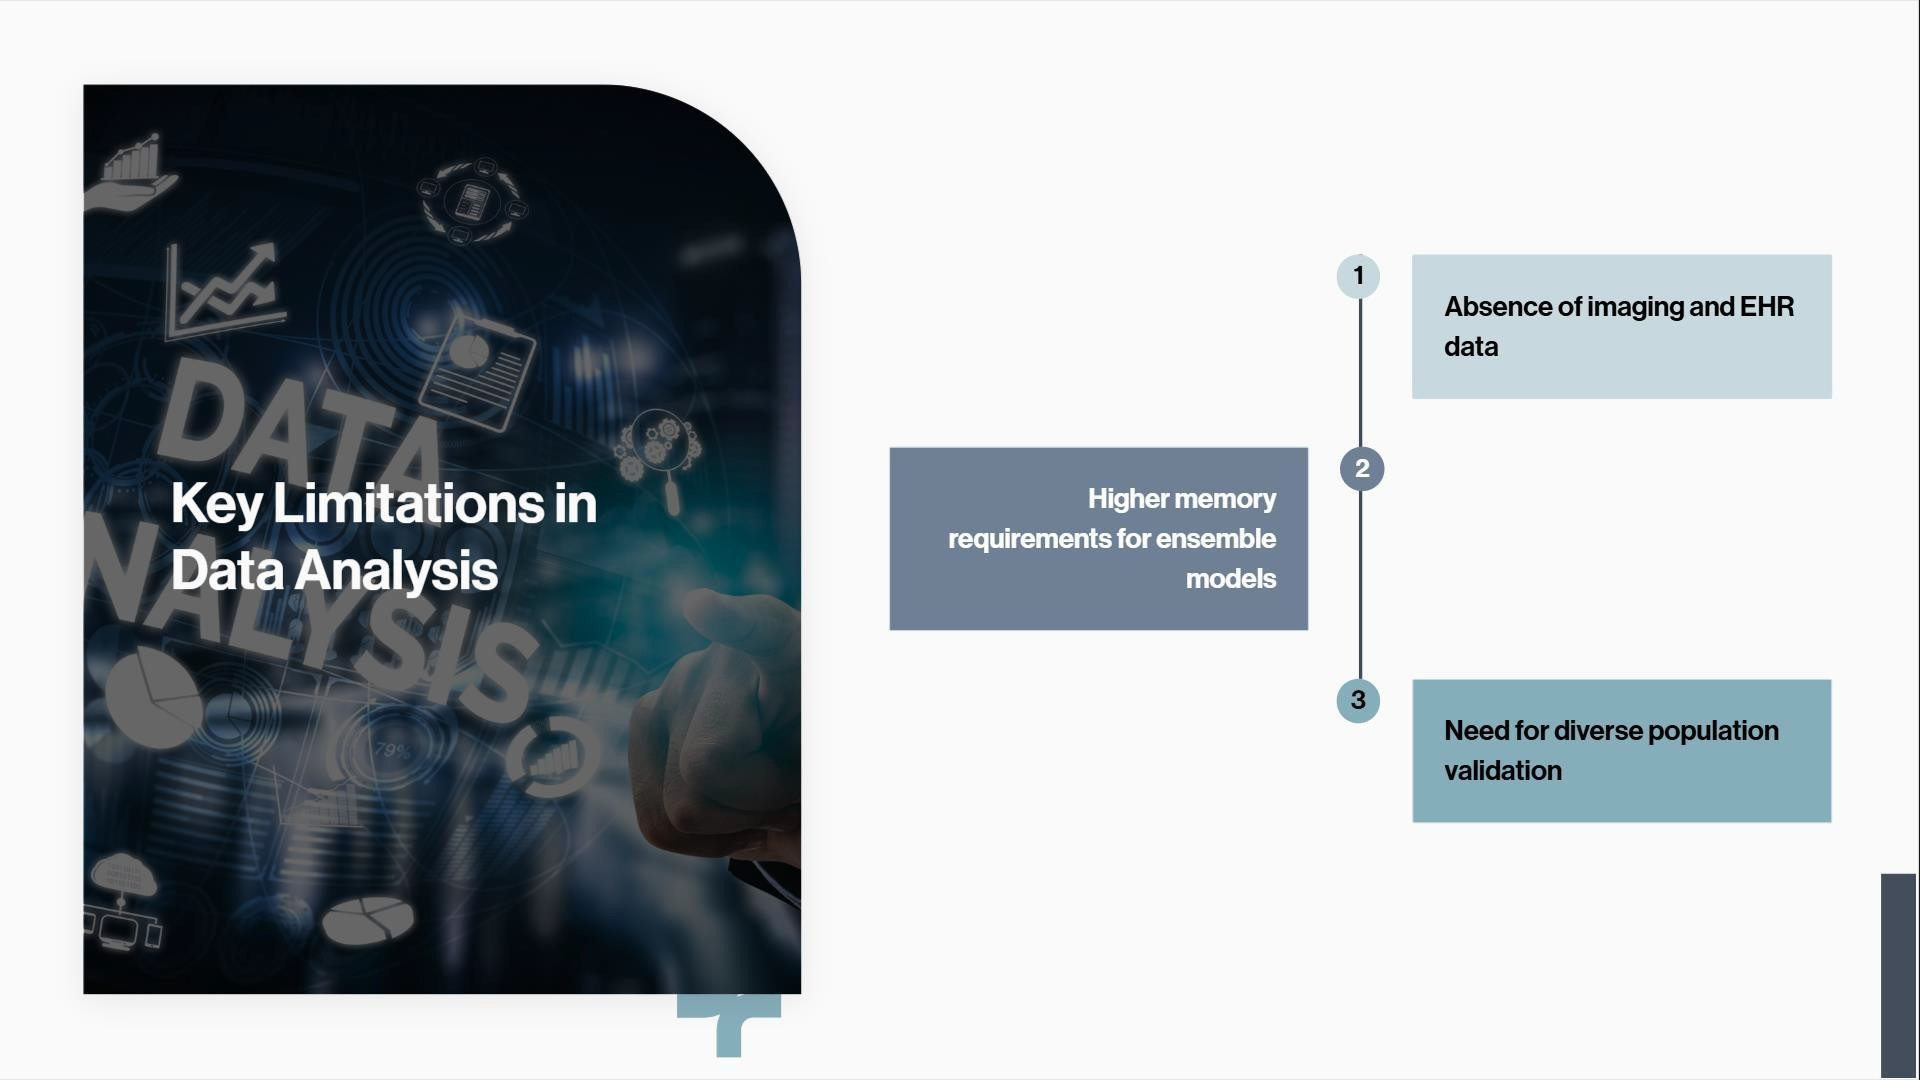 DATA
NALYSIS
Key Limitations in
Data Analysis
79%
1
Absence of imaging and EHR
data
2
Higher memory
requirements for ensemble
models
3
Need for diverse population
validation